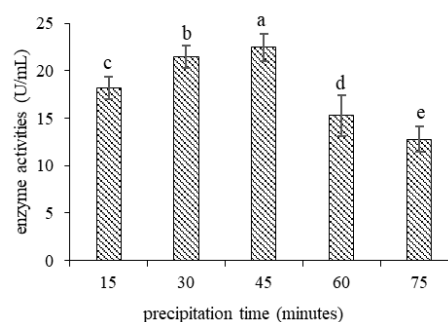 enzyme activities (U/mL)
25
20
15
10
5
0
c
b
a
d
e
15 30 45 60 75
precipitation time (minutes)